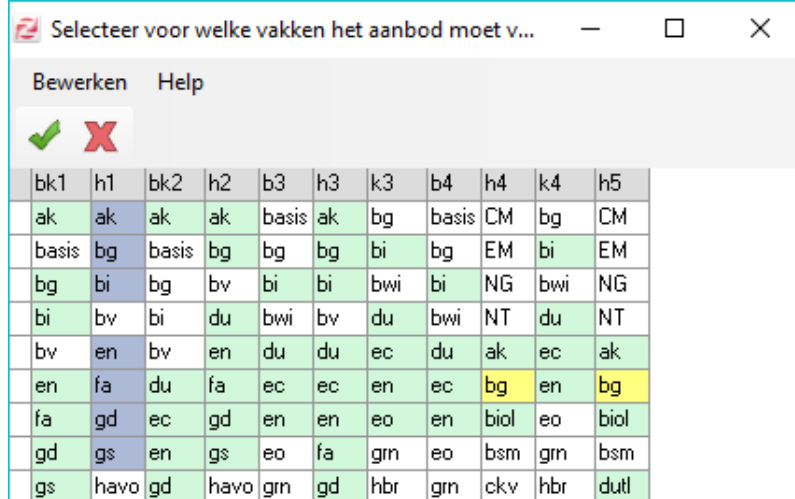 Selecteer voor welke vakken het aanbod moet v...
Bewerken Help
bk1 h1 bk2 h2 b3 h3 k3 b4 h4 k4 h5
ak ak ak ak basis ak bg basis CM bg CM
basis bg basis bg bg bg bi bg EM bi EM
bg bi bg bv bi bi bwi bi NG bwi NG
bi bv bi du bwi bv du bwi NT du NT
bv en bv en du du ec du ak ec ak
en fa du fa ec ec en ec bg en bg
fa gd ec gd en en eo en biol eo biol
gd gs en gs eo fa grn eo bsm grn bsm
gs havo gd havo grn gd hbr grn ckv hbr dutl